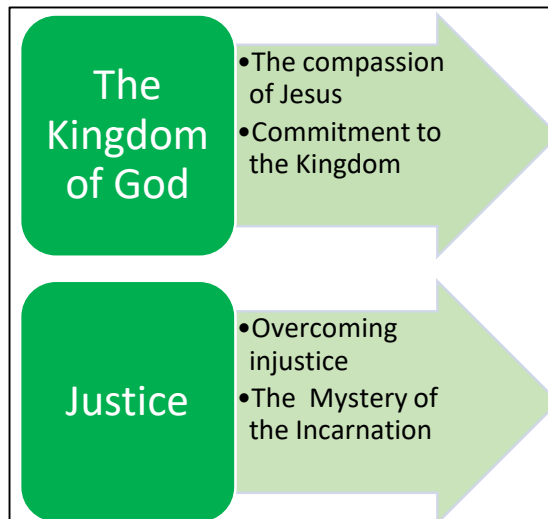 The
Kingdom
of God
•The compassion
of Jesus
•Commitment to
the Kingdom
Justice
•Overcoming
injustice
•The  Mystery of
the Incarnation